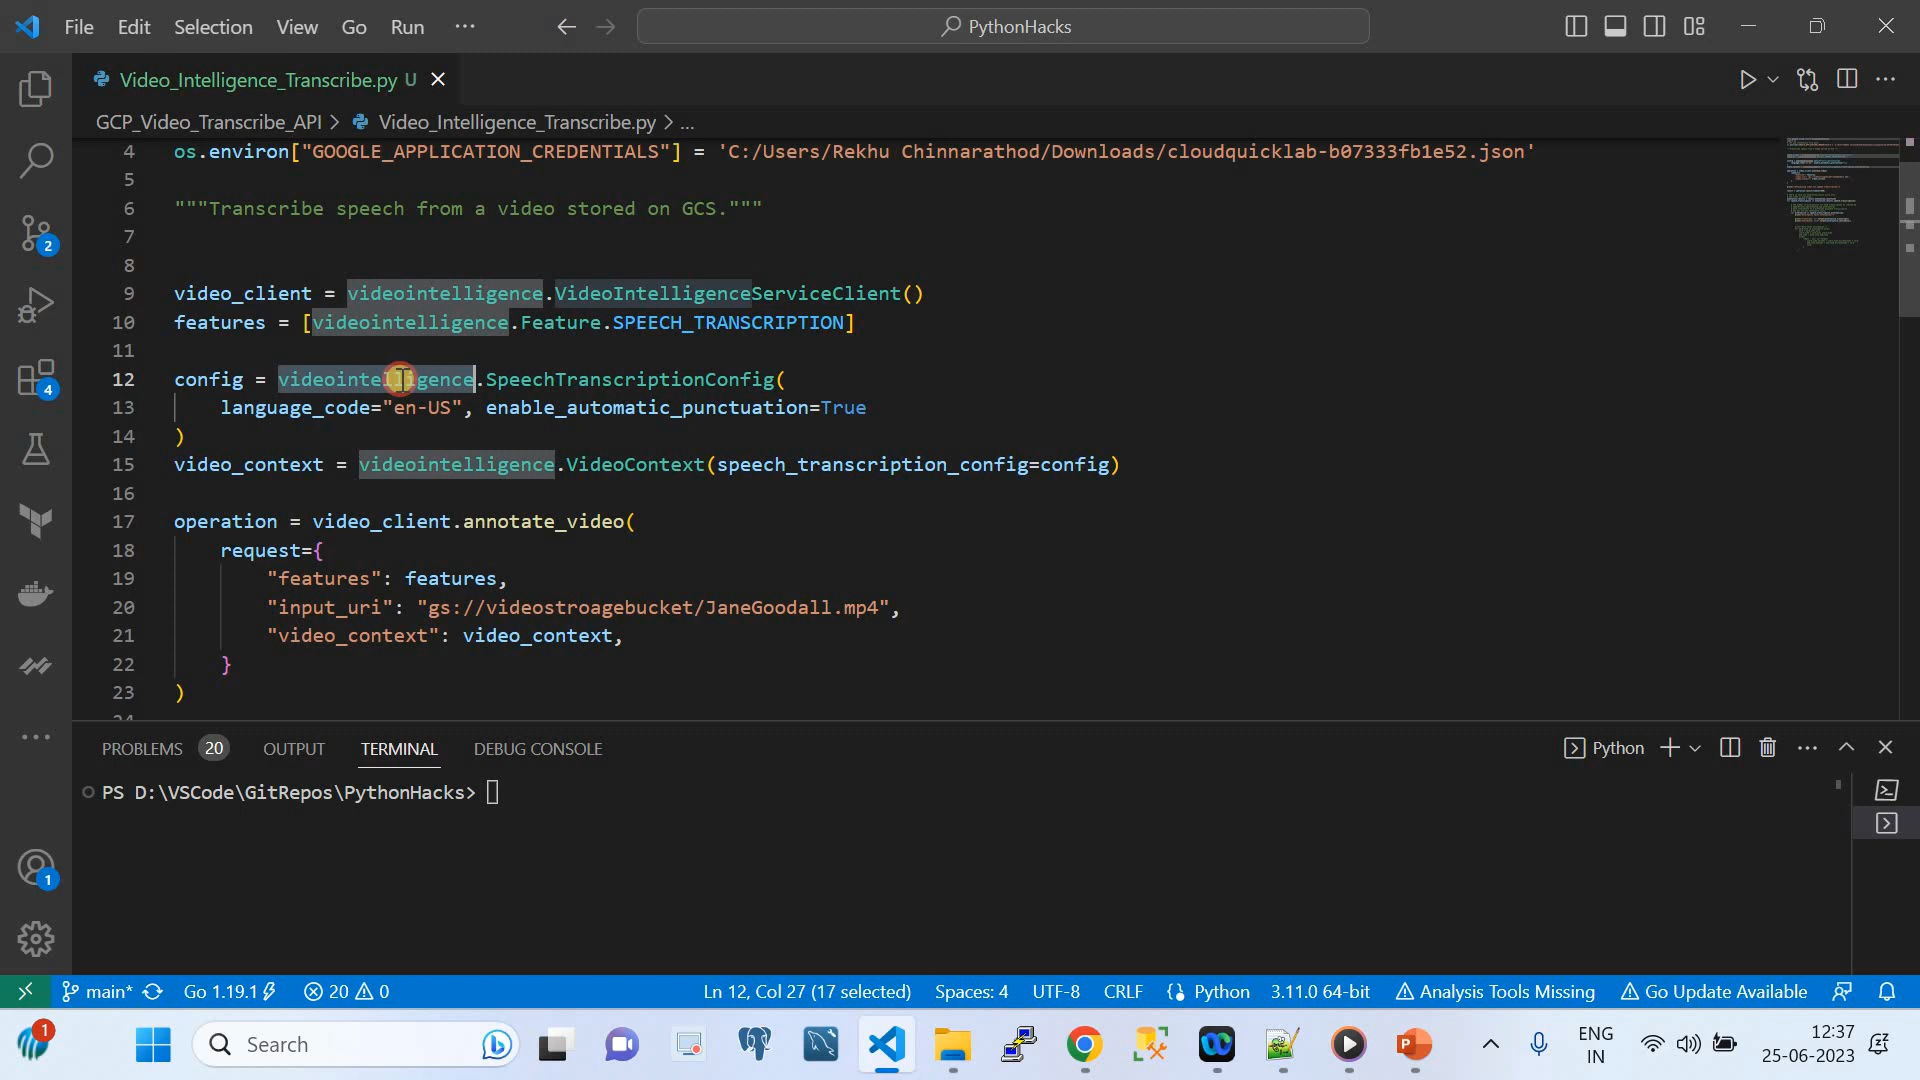 File Edit Selection View Go Run ... PythonHacks
Video_Intelligence_Transcribe.py U
GCP_Video_Transcribe_API > Video_Intelligence_Transcribe.py > ...
4 os.environ["GOOGLE_APPLICATION_CREDENTIALS"] = 'C:/Users/Rekhu Chinnarathod/Downloads/cloudquicklab-b07333fb1e52.json'
5
6 """Transcribe speech from a video stored on GCS."""
7
8
9 video_client = videointelligence.VideoIntelligenceServiceClient()
10 features = [videointelligence.Feature.SPEECH_TRANSCRIPTION]
11
12 config = videointelligence.SpeechTranscriptionConfig(
13 language_code="en-US", enable_automatic_punctuation=True
14 )
15 video_context = videointelligence.VideoContext(speech_transcription_config=config)
16
17 operation = video_client.annotate_video(
18 request={
19 "features": features,
20 "input_uri": "gs://videostroagebucket/JaneGoodall.mp4",
21 "video_context": video_context,
22 }
23 )
24
2
4
1
PROBLEMS 20 OUTPUT TERMINAL DEBUG CONSOLE Python
PS D:\VSCode\GitRepos\PythonHacks>
main* Go 1.19.1 20 0 Ln 12, Col 27 (17 selected) Spaces: 4 UTF-8 CRLF Python 3.11.0 64-bit Analysis Tools Missing Go Update Available
1 Search ENG IN 12:37 25-06-2023